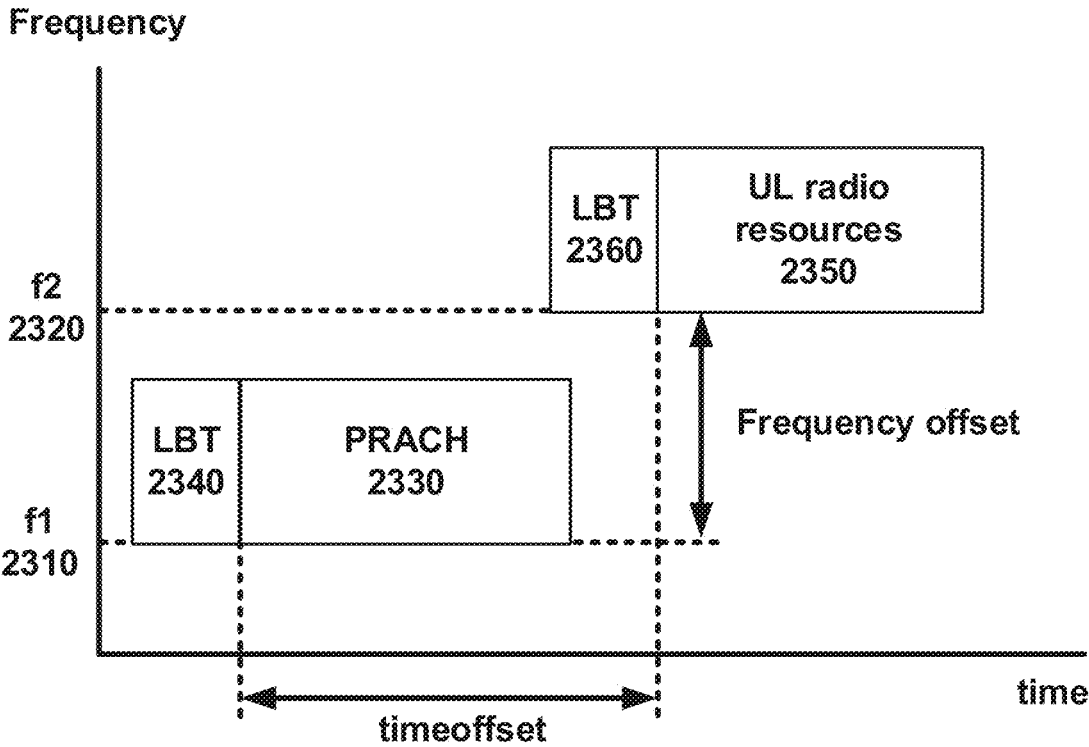 Frequency
LBT
2360
UL radio
resources
2350
f2
2320
LBT
2340
PRACH
2330
Frequency offset
f1
2310
time
timeoffset